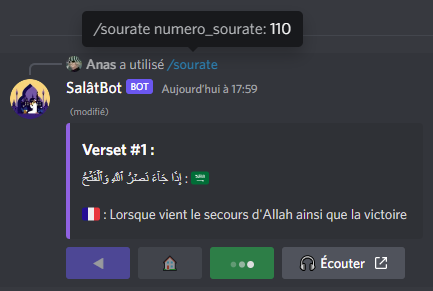 /sourate numero_sourate: 110
Anas a utilisé /sourate
SalâtBot BOT Aujourd'hui à 17:59
(modifié)
Verset #1 :
إِذَا جَآءَ نَصْرُ ٱللَّهِ وَٱلْفَتْحُ : 🇸🇦
🇫🇷 : Lorsque vient le secours d'Allah ainsi que la victoire
Écouter